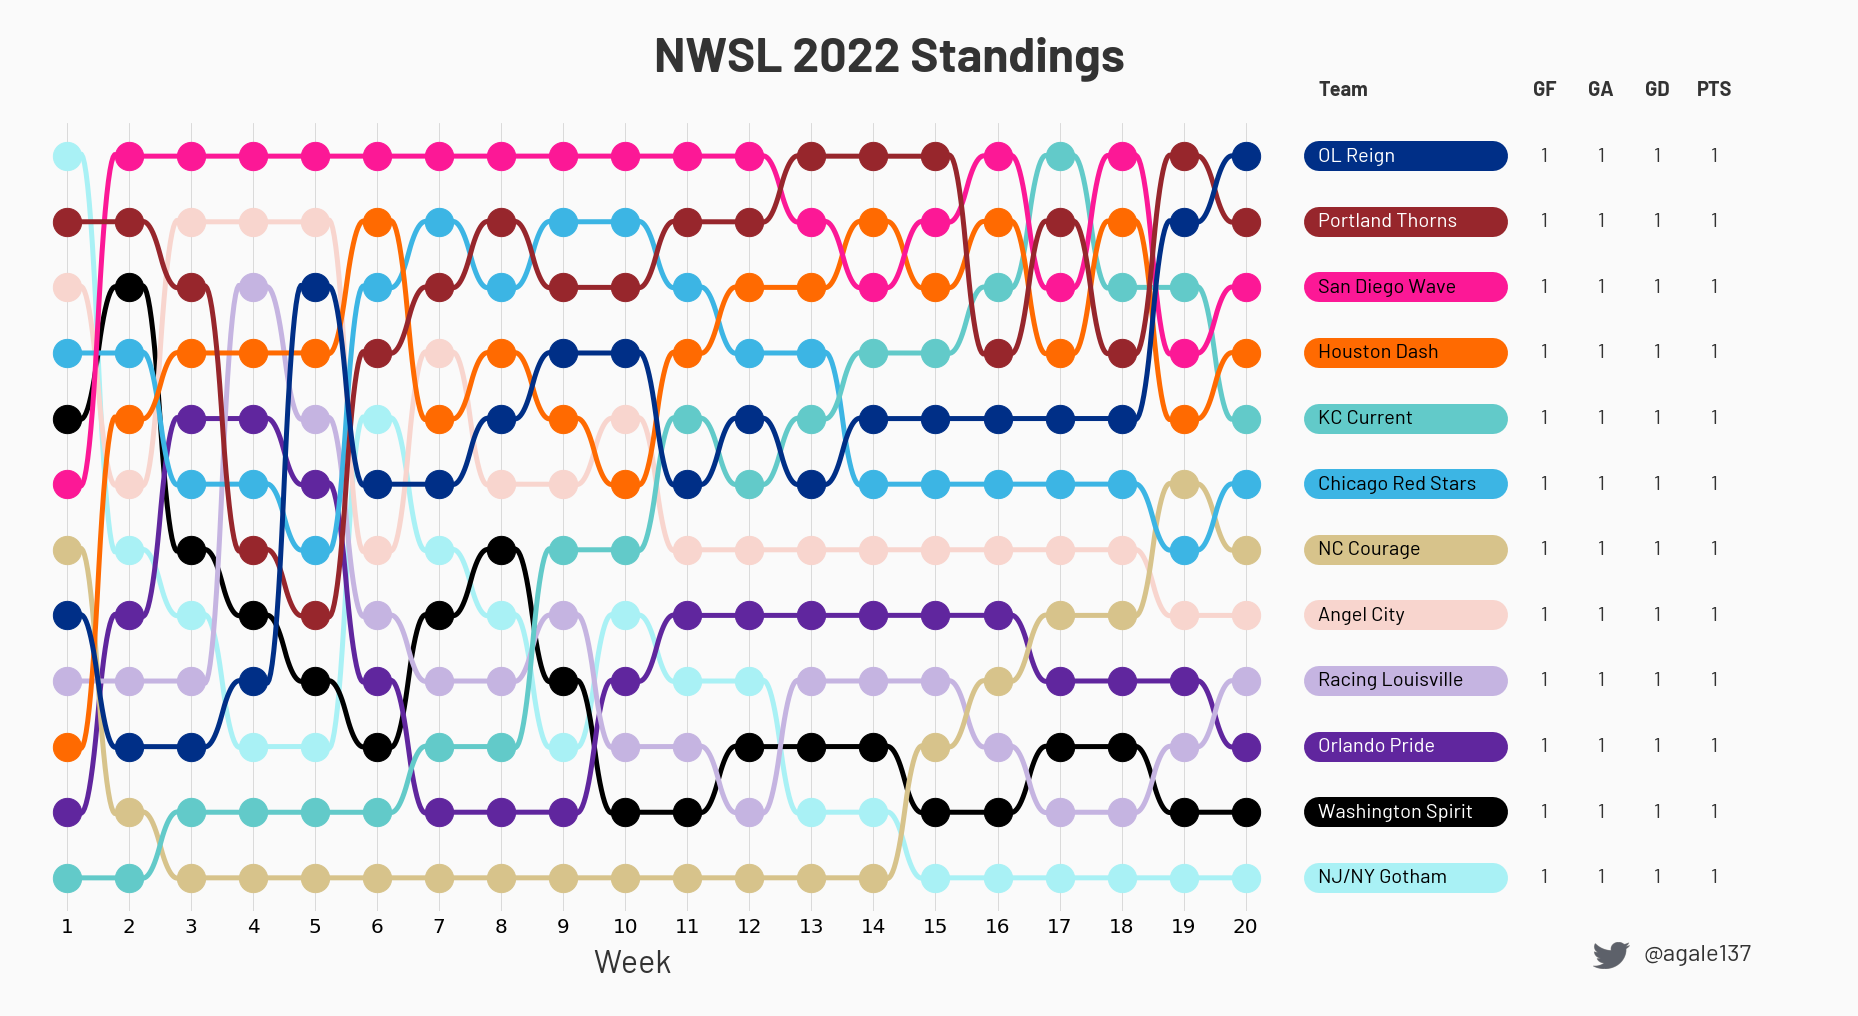 NWSL 2022 Standings
Team GF GA GD PTS
OL Reign 1 1 1 1
Portland Thorns 1 1 1 1
San Diego Wave 1 1 1 1
Houston Dash 1 1 1 1
KC Current 1 1 1 1
Chicago Red Stars 1 1 1 1
NC Courage 1 1 1 1
Angel City 1 1 1 1
Racing Louisville 1 1 1 1
Orlando Pride 1 1 1 1
Washington Spirit 1 1 1 1
NJ/NY Gotham 1 1 1 1
1 2 3 4 5 6 7 8 9 10 11 12 13 14 15 16 17 18 19 20
Week
@agale137